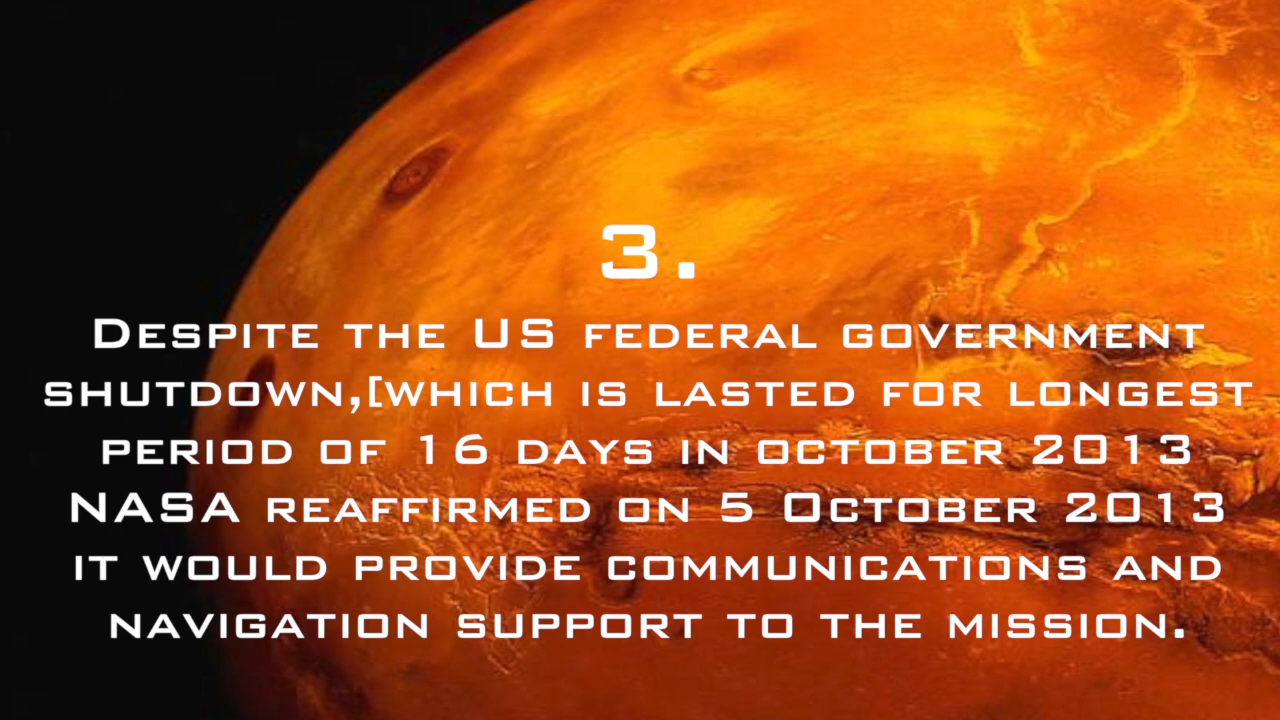 3.
Despite the US federal government
shutdown,[which is lasted for longest
period of 16 days in october 2013
NASA reaffirmed on 5 October 2013
it would provide communications and
navigation support to the mission.